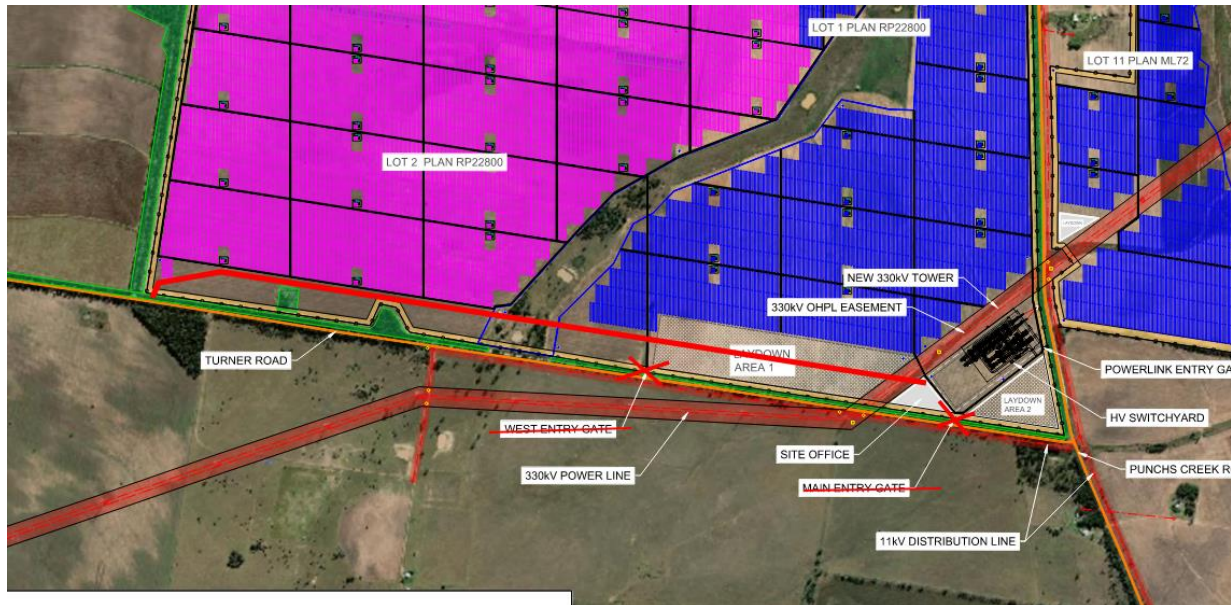 LOT 1 PLAN RP22800
LOT 11 PLAN ML72
LOT 2 PLAN RP22800
NEW 330kV TOWER
330kV OHPL EASEMENT
TURNER ROAD
LAYDOWN
AREA 1
POWERLINK ENTRY GA
LAYDOWN
AREA 2
HV SWITCHYARD
WEST ENTRY GATE
SITE OFFICE
330kV POWER LINE
PUNCHS CREEK R
MAIN ENTRY GATE
11kV DISTRIBUTION LINE